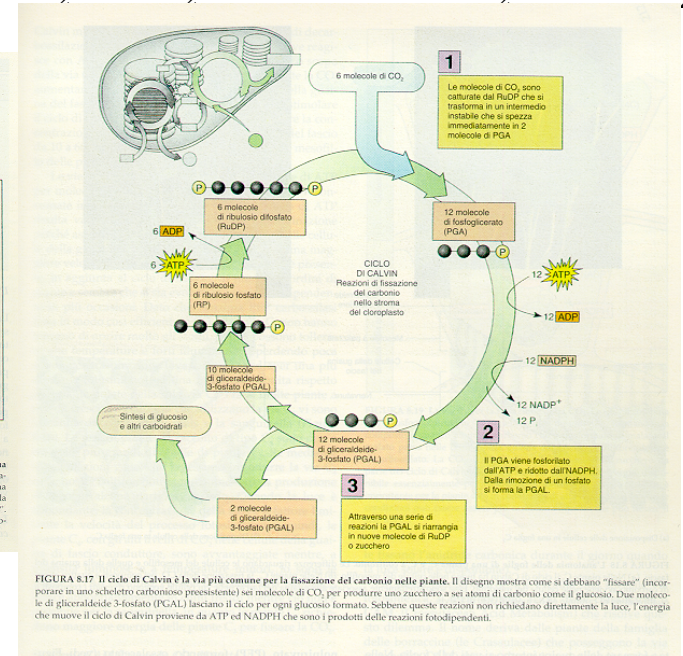 6 molecole di CO2
1
Le molecole di CO2 sono
catturate dal RuDP che si
trasforma in un intermedio
instabile che si spezza
immediatamente in 2
molecole di PGA
P
P
6 molecole
di ribulosio difosfato
(RuDP)
12 molecole
di fosfoglicerato
(PGA)
P
6 ADP
6 ATP
CICLO
DI CALVIN
Reazioni di fissazione
del carbonio
nello stroma
del cloroplasto
12 ATP
12 ADP
6 molecole
di ribulosio fosfato
(RP)
P
12 NADPH
10 molecole
di gliceraldeide-
3-fosfato (PGAL)
12 NADP+
12 Pi
Sintesi di glucosio
e altri carboidrati
P
12 molecole
di gliceraldeide-
3-fosfato (PGAL)
2
Il PGA viene fosforilato
dall'ATP e ridotto dall'NADPH.
Dalla rimozione di un fosfato
si forma la PGAL.
3
Attraverso una serie di
reazioni la PGAL si riarrangia
in nuove molecole di RuDP
o zucchero
2 molecole
di gliceraldeide-
3-fosfato (PGAL)
FIGURA 8.17 Il ciclo di Calvin è la via più comune per la fissazione del carbonio nelle piante. Il disegno mostra come si debbano "fissare" (incor-
porare in uno scheletro carbonioso preesistente) sei molecole di CO2 per produrre uno zucchero a sei atomi di carbonio come il glucosio. Due moleco-
le di gliceraldeide 3-fosfato (PGAL) lasciano il ciclo per ogni glucosio formato. Sebbene queste reazioni non richiedano direttamente la luce, l'energia
che muove il ciclo di Calvin proviene da ATP ed NADPH che sono i prodotti delle reazioni fotodipendenti.